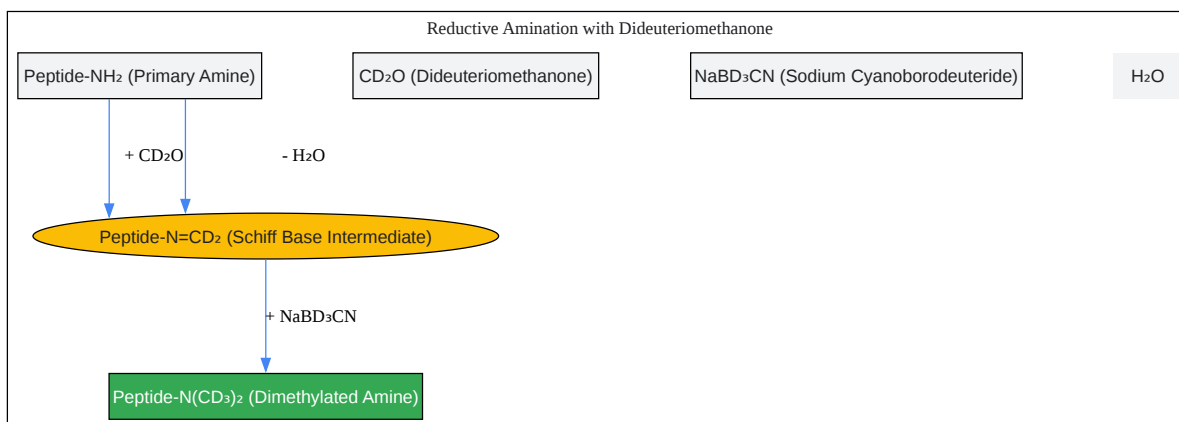 Reductive Amination with Dideuteriomethanone
Peptide-NH₂ (Primary Amine)
CD₂O (Dideuteriomethanone)
NaBD₃CN (Sodium Cyanoborodeuteride)
H₂O
+ CD₂O
- H₂O
Peptide-N=CD₂ (Schiff Base Intermediate)
+ NaBD₃CN
Peptide-N(CD₃)₂ (Dimethylated Amine)